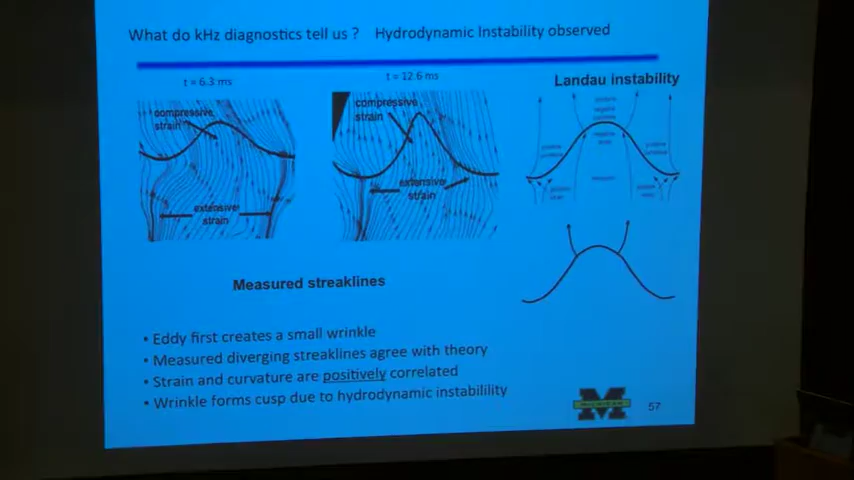 What do kHz diagnostics tell us ? Hydrodynamic Instability observed
t = 6.3 ms
t = 12.6 ms
Landau instability
compressive
strain
compressive
strain
extensive
strain
extensive
strain
Measured streaklines
• Eddy first creates a small wrinkle
• Measured diverging streaklines agree with theory
• Strain and curvature are positively correlated
• Wrinkle forms cusp due to hydrodynamic instabilility
M
MICHIGAN
57